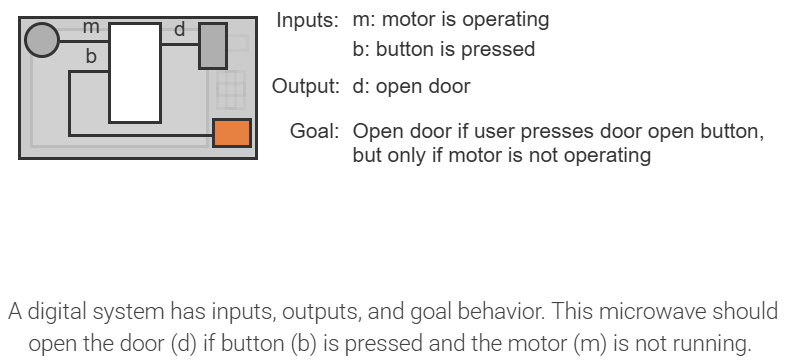 m
d
b
Inputs: m: motor is operating
b: button is pressed
Output: d: open door
Goal: Open door if user presses door open button,
but only if motor is not operating
A digital system has inputs, outputs, and goal behavior. This microwave should
open the door (d) if button (b) is pressed and the motor (m) is not running.